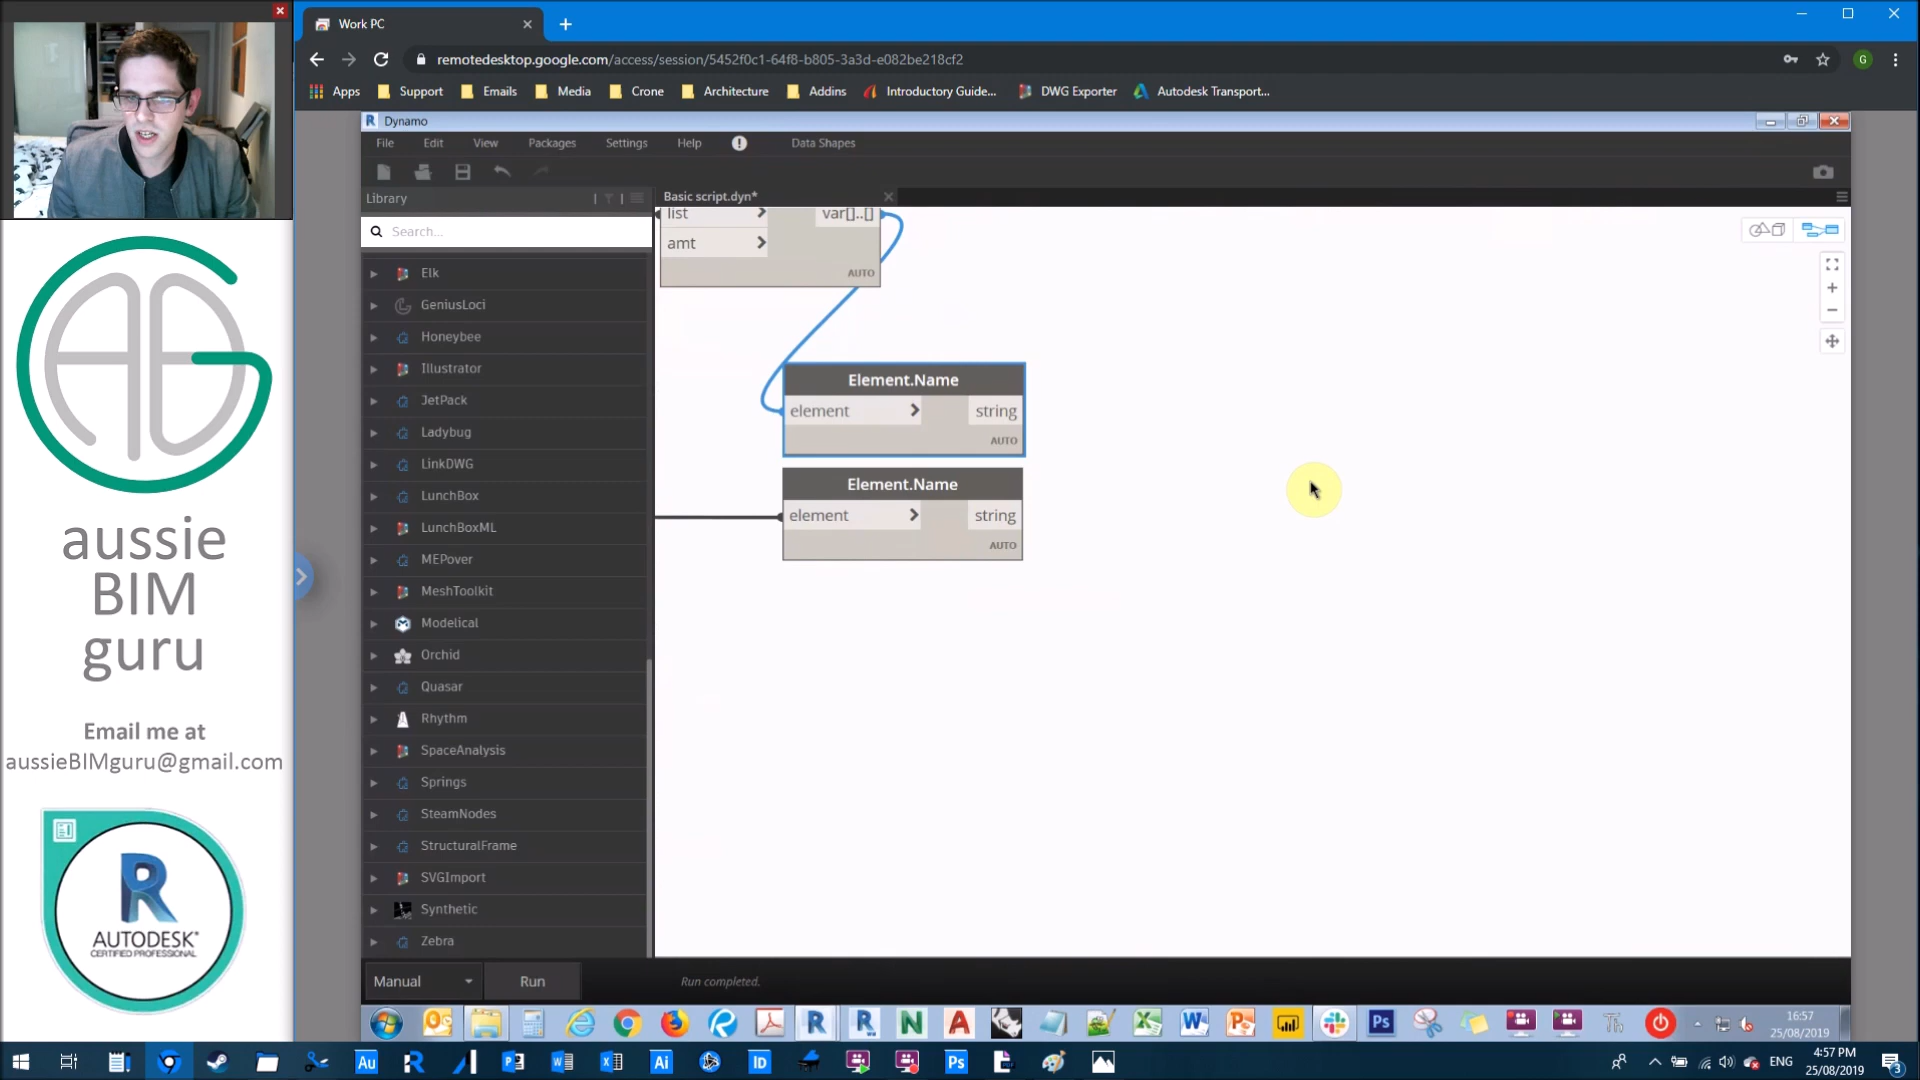 Work PC
remotedesktop.google.com/access/session/5452f0c1-64f8-b805-3a3d-e082be218cf2
G
Apps
Support
Emails
Media
Crone
Architecture
Addins
Introductory Guide...
DWG Exporter
Autodesk Transport...
Dynamo
File
Edit
View
Packages
Settings
Help
Data Shapes
Library
Basic script.dyn*
Search...
list
var[]..[]
amt
AUTO
Elk
GeniusLoci
Honeybee
Illustrator
JetPack
Ladybug
LinkDWG
LunchBox
LunchBoxML
MEPover
MeshToolkit
Modelical
Orchid
Quasar
Rhythm
SpaceAnalysis
Springs
SteamNodes
StructuralFrame
SVGImport
Synthetic
Zebra
Element.Name
element
string
AUTO
Element.Name
element
string
AUTO
Manual
Run
Run completed.
16:57
25/08/2019
aussie
BIM
guru
Email me at
aussieBIMguru@gmail.com
R
AUTODESK®
CERTIFIED PROFESSIONAL
ENG
4:57 PM
25/08/2019
3